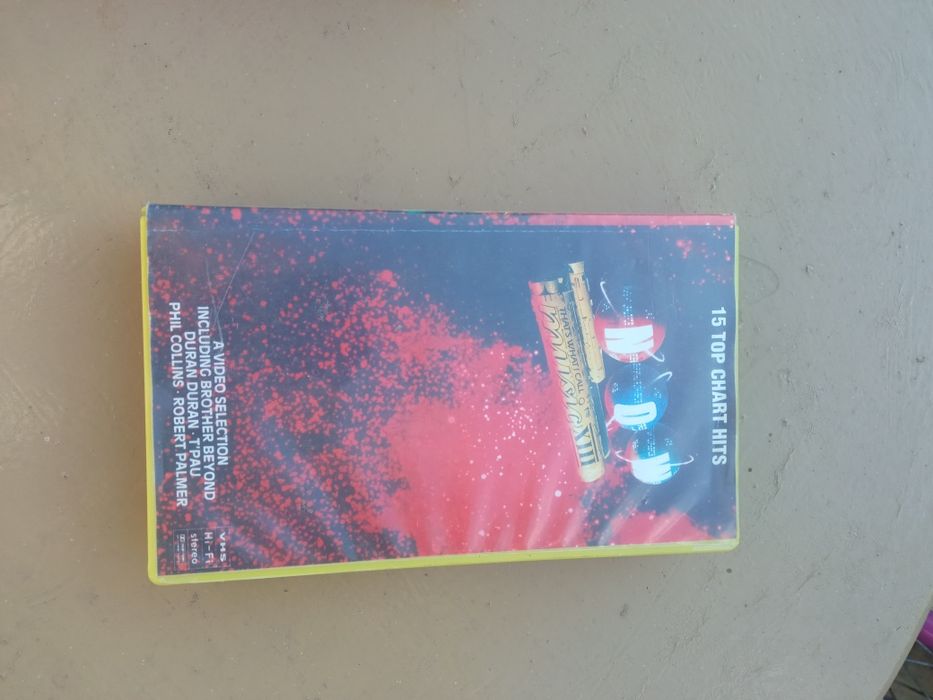 15 TOP CHART HITS
NOW
THAT'S WHAT I CALL
music XIII
A VIDEO SELECTION
INCLUDING BROTHER BEYOND
DURAN DURAN · T'PAU
PHIL COLLINS · ROBERT PALMER
VHS
Hi-Fi
stereo